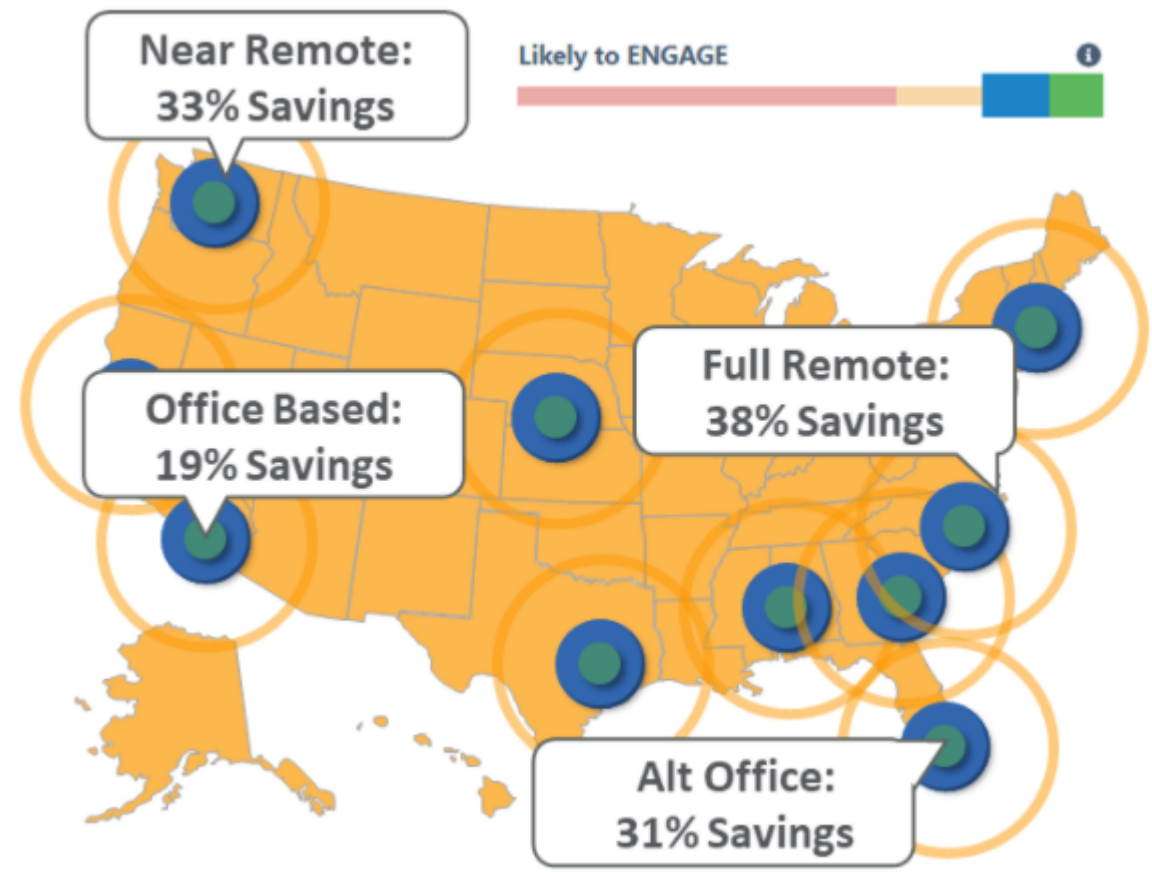 Near Remote:
33% Savings
Likely to ENGAGE
Full Remote:
38% Savings
Office Based:
19% Savings
Alt Office:
31% Savings